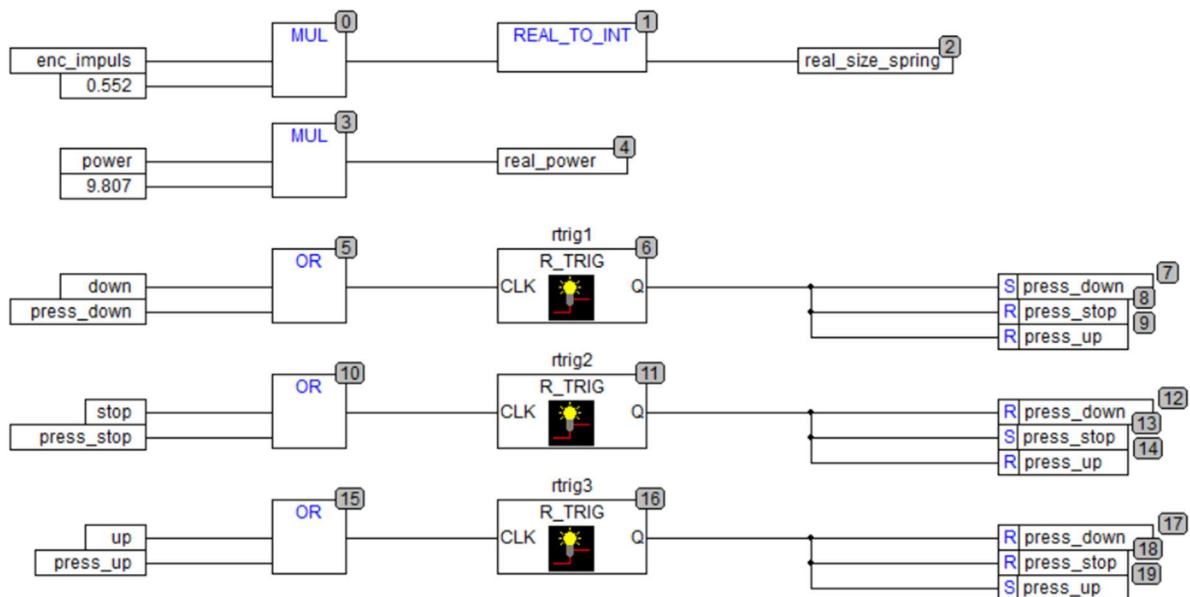 0
MUL
1
REAL_TO_INT
2
enc_impuls
real_size_spring
0.552
3
MUL
4
power
real_power
9.807
rtrig1
5
6
OR
R_TRIG
7
down
CLK
Q
S press_down
8
press_down
R press_stop
9
R press_up
rtrig2
10
11
OR
R_TRIG
12
stop
CLK
Q
R press_down
13
press_stop
S press_stop
14
R press_up
rtrig3
15
16
OR
R_TRIG
17
up
CLK
Q
R press_down
18
press_up
R press_stop
19
S press_up